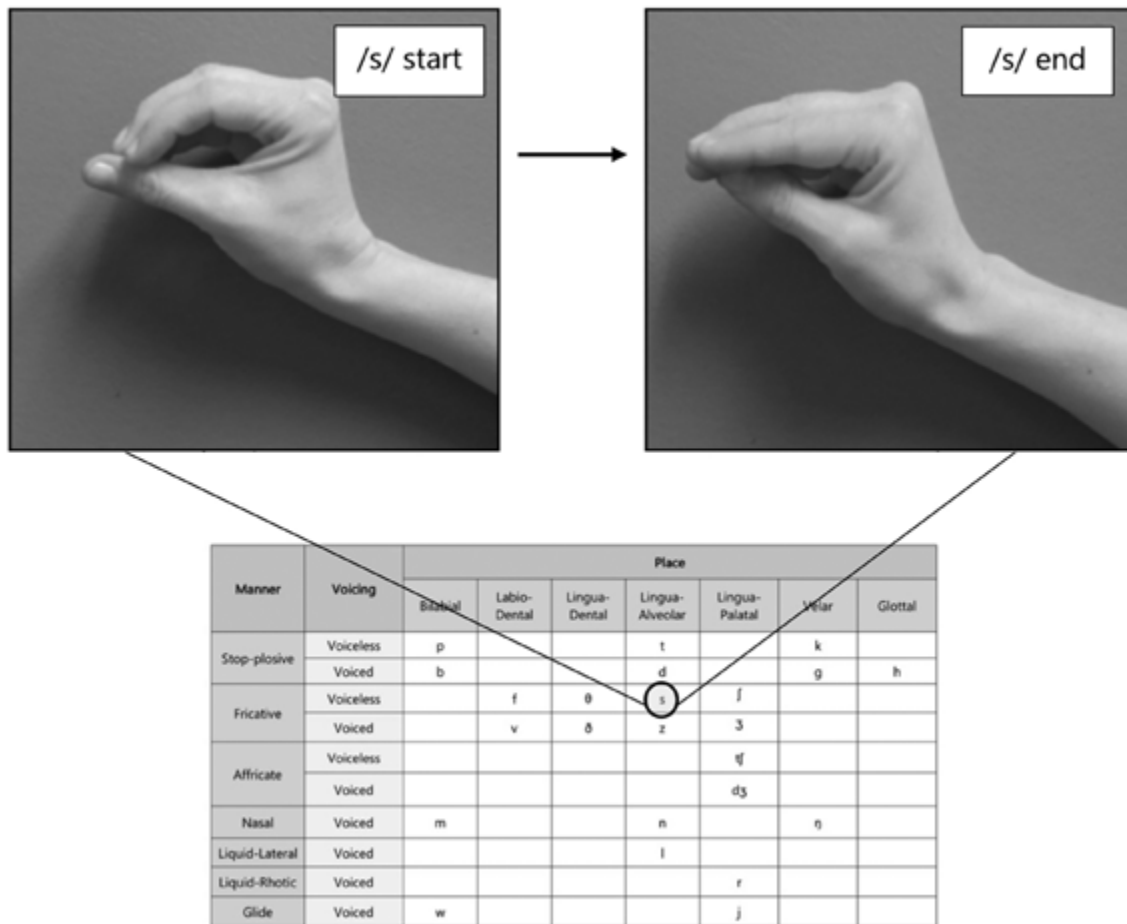 /s/ start
/s/ end
Manner Voicing Place
Bilabial Labio-Dental Lingua-Dental Lingua-Alveolar Lingua-Palatal Velar Glottal
Stop-plosive Voiceless p t k
Voiced b d g h
Fricative Voiceless f θ s ʃ
Voiced v ð z ʒ
Affricate Voiceless tʃ
Voiced dʒ
Nasal Voiced m n ŋ
Liquid-Lateral Voiced l
Liquid-Rhotic Voiced r
Glide Voiced w j